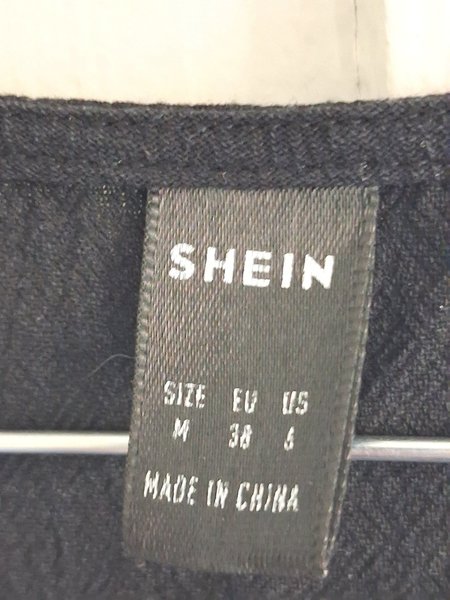 SHEIN
SIZE EU US
M 38 6
MADE IN CHINA